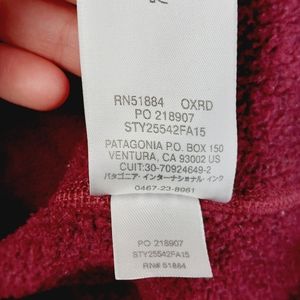 RN51884 OXRD
PO 218907
STY25542FA15
PATAGONIA P.O. BOX 150
VENTURA, CA 93002 US
CUIT:30-70924649-2
パタゴニア・インターナショナル・インク
0467-23-8961
PO 218907
STY25542FA15
RN# 51884